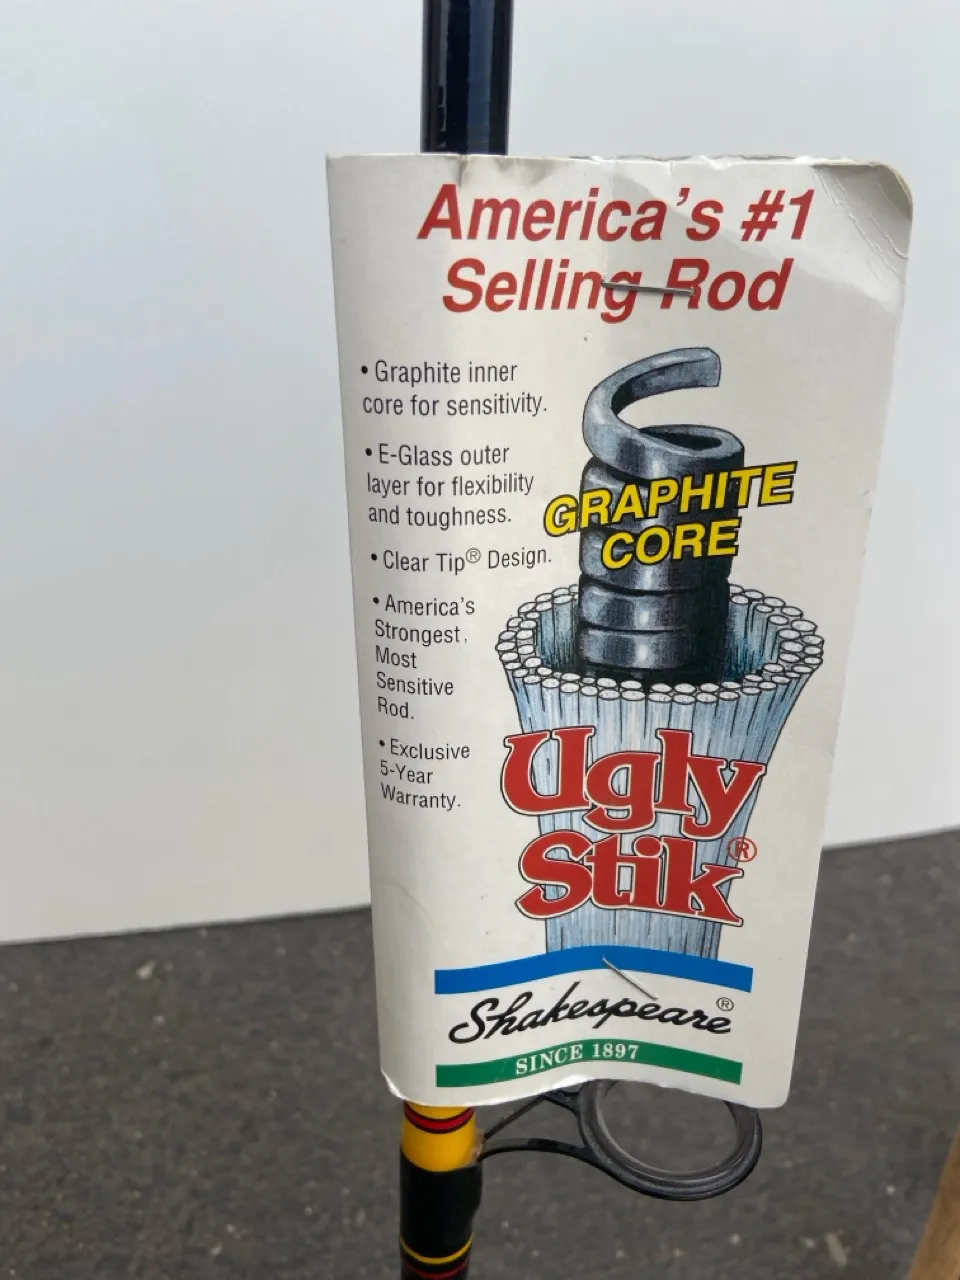 America's #1
Selling Rod
• Graphite inner
core for sensitivity.
• E-Glass outer
layer for flexibility
and toughness.
• Clear Tip® Design.
• America's
Strongest,
Most
Sensitive
Rod.
• Exclusive
5-Year
Warranty.
GRAPHITE
CORE
Ugly
Stik®
Shakespeare®
SINCE 1897